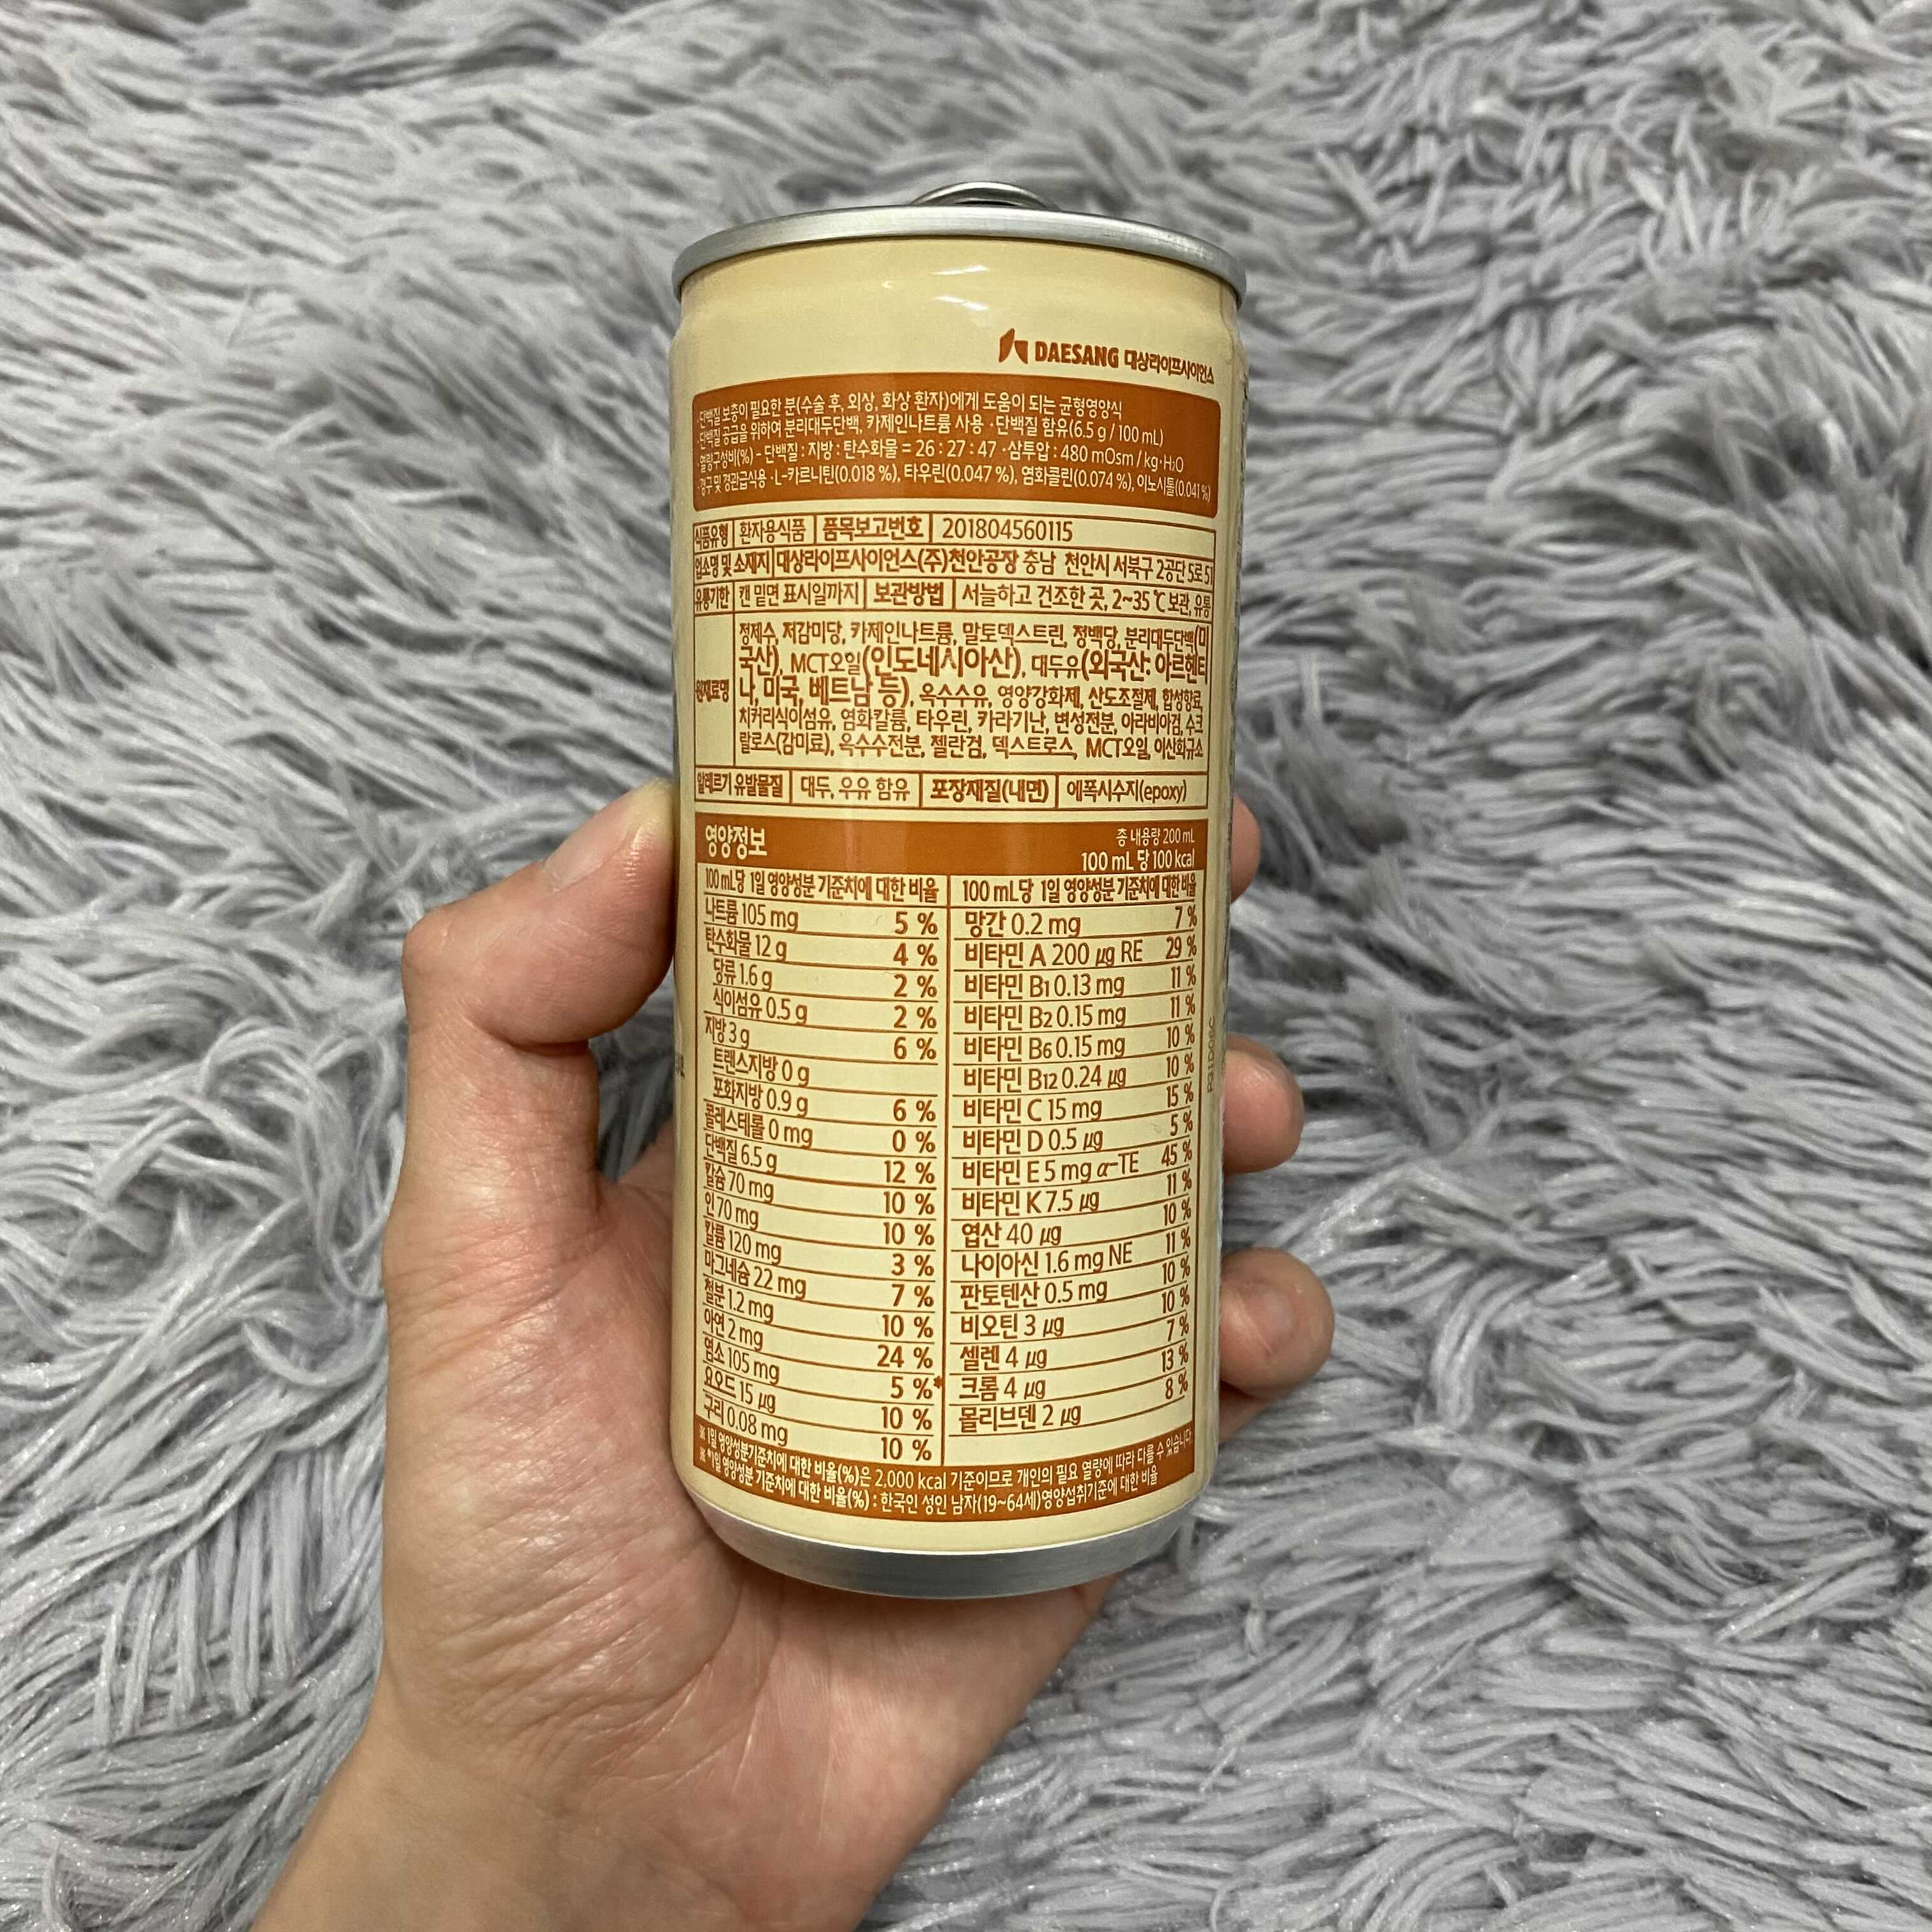 DAESANG 대상라이프사이언스
·단백질 보충이 필요한 분(수술 후, 외상, 화상 환자)에게 도움이 되는 균형영양식
·단백질 공급을 위하여 분리대두단백, 카제인나트륨 사용 ·단백질 함유(6.5 g / 100 mL)
·열량구성비(%) - 단백질 : 지방 : 탄수화물 = 26 : 27 : 47 ·삼투압 : 480 mOsm / kg·H₂O
·경구 및 경관급식용 ·L-카르니틴(0.018 %), 타우린(0.047 %), 염화콜린(0.074 %), 이노시톨(0.041 %)
식품유형 환자용식품 품목보고번호 201804560115
업소명 및 소재지 대상라이프사이언스(주)천안공장 충남 천안시 서북구 2공단 5로 51
유통기한 캔 밑면 표시일까지 보관방법 서늘하고 건조한 곳, 2~35 ℃ 보관, 유통
원재료명 정제수, 저감미당, 카제인나트륨, 말토덱스트린, 정백당, 분리대두단백(미
국산), MCT오일(인도네시아산), 대두유(외국산: 아르헨티
나, 미국, 베트남 등), 옥수수유, 영양강화제, 산도조절제, 합성향료,
치커리식이섬유, 염화칼륨, 타우린, 카라기난, 변성전분, 아라비아검, 수크
랄로스(감미료), 옥수수전분, 젤란검, 덱스트로스, MCT오일, 이산화규소
알레르기 유발물질 대두, 우유 함유 포장재질(내면) 에폭시수지(epoxy)
영양정보
총 내용량 200 mL
100 mL 당 100 kcal
100 mL당 1일 영양성분 기준치에 대한 비율
나트륨 105 mg 5 %
탄수화물 12 g 4 %
당류 1.6 g 2 %
식이섬유 0.5 g 2 %
지방 3 g 6 %
트랜스지방 0 g
포화지방 0.9 g 6 %
콜레스테롤 0 mg 0 %
단백질 6.5 g 12 %
칼슘 70 mg 10 %
인 70 mg 10 %
칼륨 120 mg 3 %
마그네슘 22 mg 7 %
철분 1.2 mg 10 %
아연 2 mg 24 %
염소 105 mg 5 %*
요오드 15 μg 10 %
구리 0.08 mg 10 %
100 mL당 1일 영양성분 기준치에 대한 비율
망간 0.2 mg 7 %
비타민 A 200 μg RE 29 %
비타민 B1 0.13 mg 11 %
비타민 B2 0.15 mg 11 %
비타민 B6 0.15 mg 10 %
비타민 B12 0.24 μg 10 %
비타민 C 15 mg 15 %
비타민 D 0.5 μg 5 %
비타민 E 5 mg α-TE 45 %
비타민 K 7.5 μg 11 %
엽산 40 μg 10 %
나이아신 1.6 mg NE 11 %
판토텐산 0.5 mg 10 %
비오틴 3 μg 10 %
셀렌 4 μg 7 %
크롬 4 μg 13 %
몰리브덴 2 μg 8 %
※ 1일 영양성분기준치에 대한 비율(%)은 2,000 kcal 기준이므로 개인의 필요 열량에 따라 다를 수 있습니다.
※ *1일 영양성분 기준치에 대한 비율(%) : 한국인 성인 남자(19~64세)영양섭취기준에 대한 비율